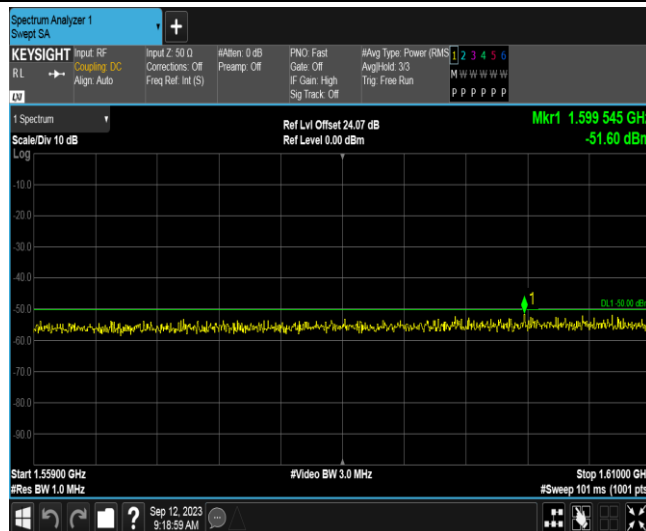 Spectrum Analyzer 1
Swept SA
+
KEYSIGHT
RL
LXI
Input: RF
Coupling: DC
Align: Auto
Input Z: 50 Ω
Corrections: Off
Freq Ref: Int (S)
#Atten: 0 dB
Preamp: Off
PNO: Fast
Gate: Off
IF Gain: High
Sig Track: Off
#Avg Type: Power (RMS
Avg|Hold: 3/3
Trig: Free Run
1 2 3 4 5 6
M W W W W W
P P P P P P
1 Spectrum
Scale/Div 10 dB
Log
Ref Lvl Offset 24.07 dB
Ref Level 0.00 dBm
Mkr1 1.599 545 GHz
-51.60 dBm
-10.0
-20.0
-30.0
-40.0
-50.0
-60.0
-70.0
-80.0
-90.0
1
DL1 -50.00 dBm
Start 1.55900 GHz
#Res BW 1.0 MHz
#Video BW 3.0 MHz
Stop 1.61000 GHz
#Sweep 101 ms (1001 pts
?
Sep 12, 2023
9:18:59 AM